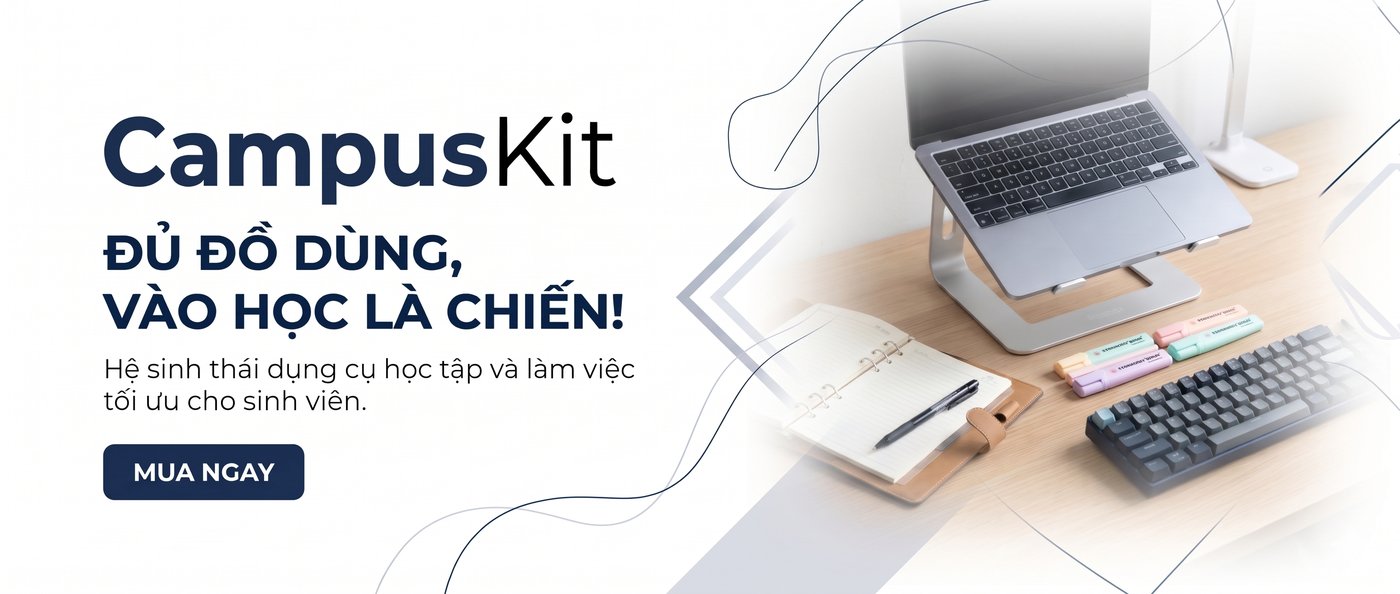 CampusKit
ĐỦ ĐỒ DÙNG,
VÀO HỌC LÀ CHIẾN!
Hệ sinh thái dụng cụ học tập và làm việc
tối ưu cho sinh viên.
MUA NGAY